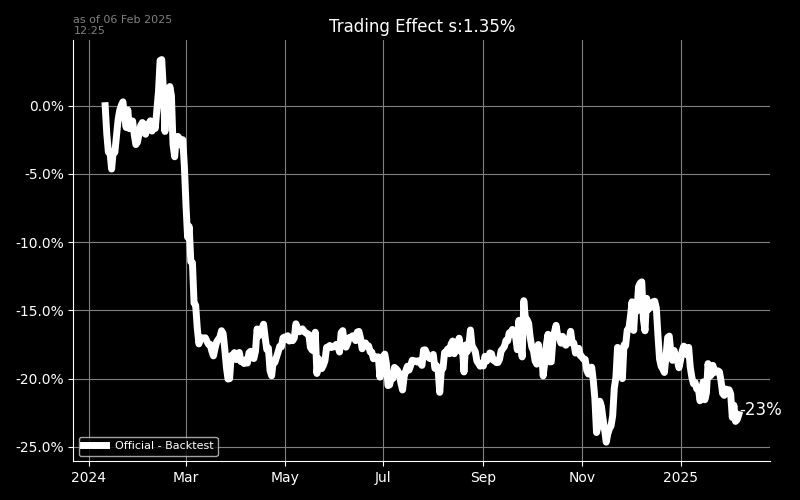 as of 06 Feb 2025
12:25
Trading Effect s:1.35%
0.0%
-5.0%
-10.0%
-15.0%
-20.0%
-25.0%
-23%
Official - Backtest
2024
Mar
May
Jul
Sep
Nov
2025